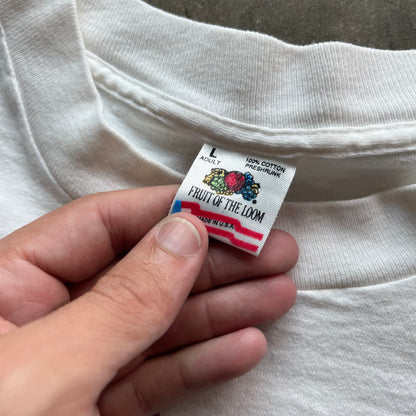 L
ADULT
100% COTTON
PRESHRUNK
FRUIT OF THE LOOM®
MADE IN U.S.A.